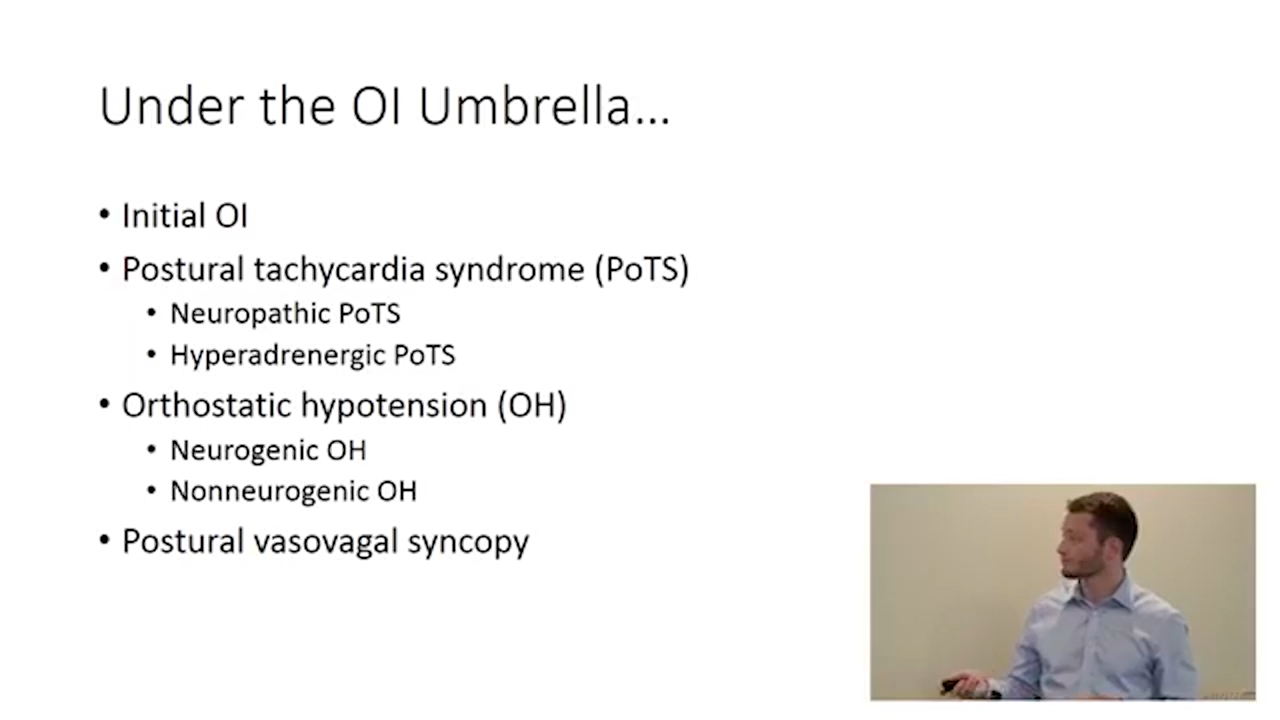 Under the OI Umbrella...
• Initial OI
• Postural tachycardia syndrome (PoTS)
• Neuropathic PoTS
• Hyperadrenergic PoTS
• Orthostatic hypotension (OH)
• Neurogenic OH
• Nonneurogenic OH
• Postural vasovagal syncopy